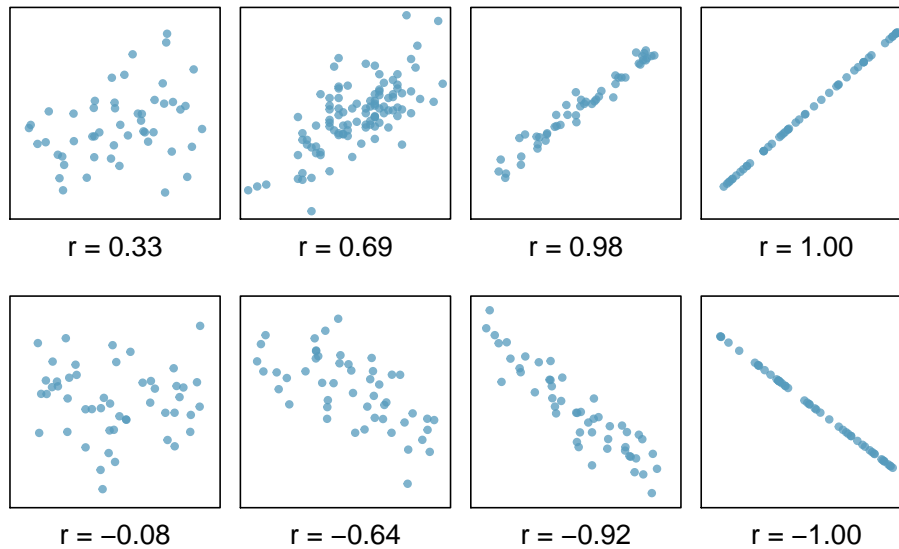 r = 0.33
r = 0.69
r = 0.98
r = 1.00
r = −0.08
r = −0.64
r = −0.92
r = −1.00